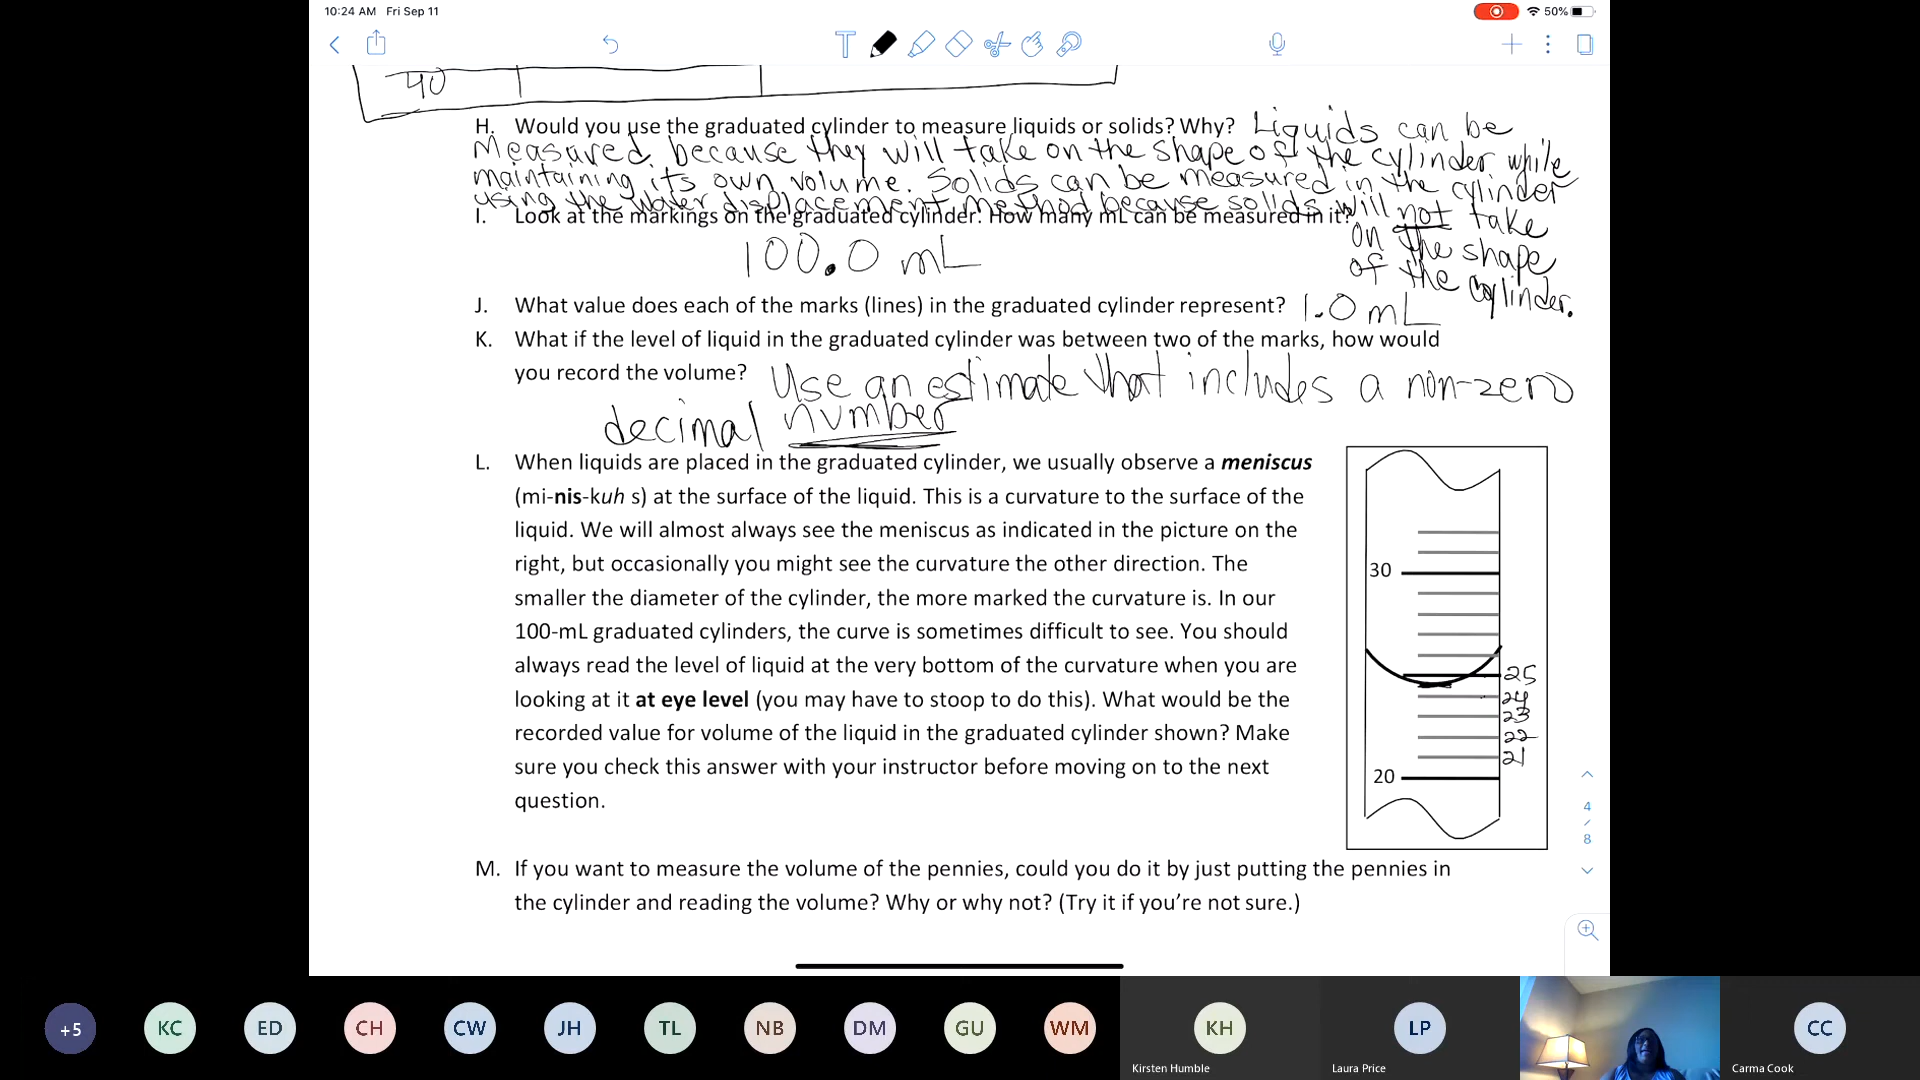 10:24 AM Fri Sep 11
50%
40
H. Would you use the graduated cylinder to measure liquids or solids? Why? Liquids can be
measured because they will take on the shape of the cylinder while
maintaining its own volume. Solids can be measured in the cylinder
using the water displacement method because solids will not take
on the shape
of the cylinder.
I. Look at the markings on the graduated cylinder. How many mL can be measured in it?
100.0 mL
J. What value does each of the marks (lines) in the graduated cylinder represent? 1.0 mL
K. What if the level of liquid in the graduated cylinder was between two of the marks, how would
you record the volume? Use an estimate that includes a non-zero
decimal number
L. When liquids are placed in the graduated cylinder, we usually observe a meniscus
(mi-nis-kuh s) at the surface of the liquid. This is a curvature to the surface of the
liquid. We will almost always see the meniscus as indicated in the picture on the
right, but occasionally you might see the curvature the other direction. The
smaller the diameter of the cylinder, the more marked the curvature is. In our
100-mL graduated cylinders, the curve is sometimes difficult to see. You should
always read the level of liquid at the very bottom of the curvature when you are
looking at it at eye level (you may have to stoop to do this). What would be the
recorded value for volume of the liquid in the graduated cylinder shown? Make
sure you check this answer with your instructor before moving on to the next
question.
30
25
24
23
22
21
20
4
/
8
M. If you want to measure the volume of the pennies, could you do it by just putting the pennies in
the cylinder and reading the volume? Why or why not? (Try it if you’re not sure.)
+5 KC ED CH CW JH TL NB DM GU WM KH LP CC
Kirsten Humble Laura Price Carma Cook